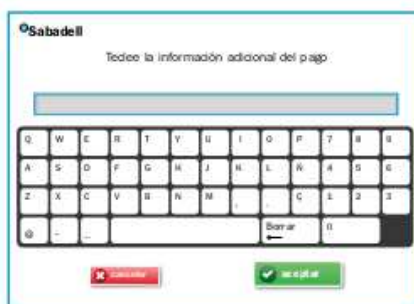 Sabadell
Teclee la información adicional del pago
Q W E R T Y U I O P 7 8 9
A S D F G H J K L Ñ 4 5 6
Z X C V B N M , . Ç 1 2 3
@ - _ Borrar 0
cancelar aceptar